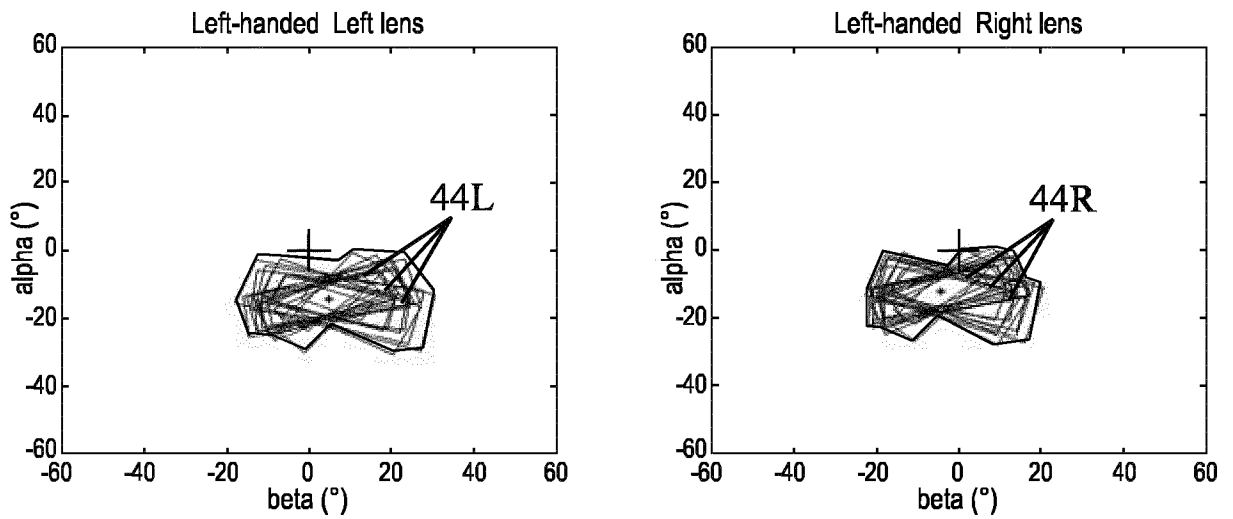 Left-handed Left lens
60
40
20
0
-20
-40
-60
-60 -40 -20 0 20 40 60
alpha (°)
beta (°)
44L
Left-handed Right lens
60
40
20
0
-20
-40
-60
-60 -40 -20 0 20 40 60
alpha (°)
beta (°)
44R